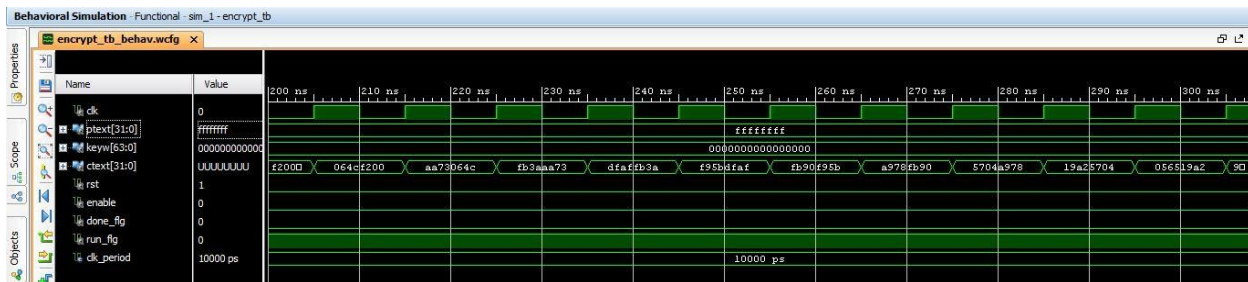 Behavioral Simulation - Functional - sim_1 - encrypt_tb
encrypt_tb_behav.wcfg
Properties
Scope
Objects
Name Value
200 ns 210 ns 220 ns 230 ns 240 ns 250 ns 260 ns 270 ns 280 ns 290 ns 300 ns
clk 0
ptext[31:0] ffffffff ffffffff
keyw[63:0] 000000000000 0000000000000000
ctext[31:0] UUUUUUUU f200 064cf200 aa73064c fb3aaa73 dfaffb3a f95bdfaf fb90f95b a978fb90 5704a978 19a25704 056519a2 90
rst 1
enable 0
done_flg 0
run_flg 0
clk_period 10000 ps 10000 ps